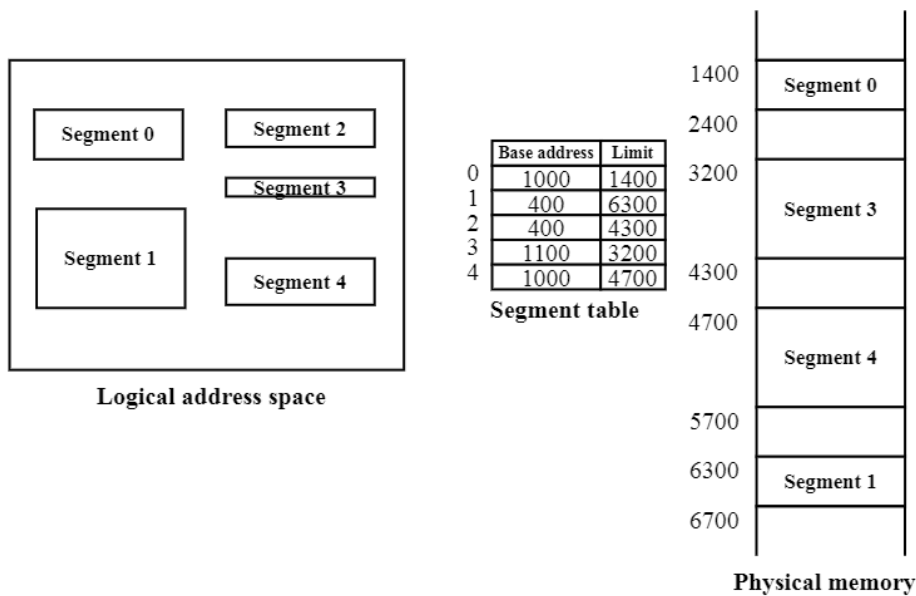 Segment 0
Segment 2
Segment 3
Segment 1
Segment 4
Logical address space
Base address Limit
0 1000 1400
1 400 6300
2 400 4300
3 1100 3200
4 1000 4700
Segment table
1400
Segment 0
2400
3200
Segment 3
4300
4700
Segment 4
5700
6300
Segment 1
6700
Physical memory